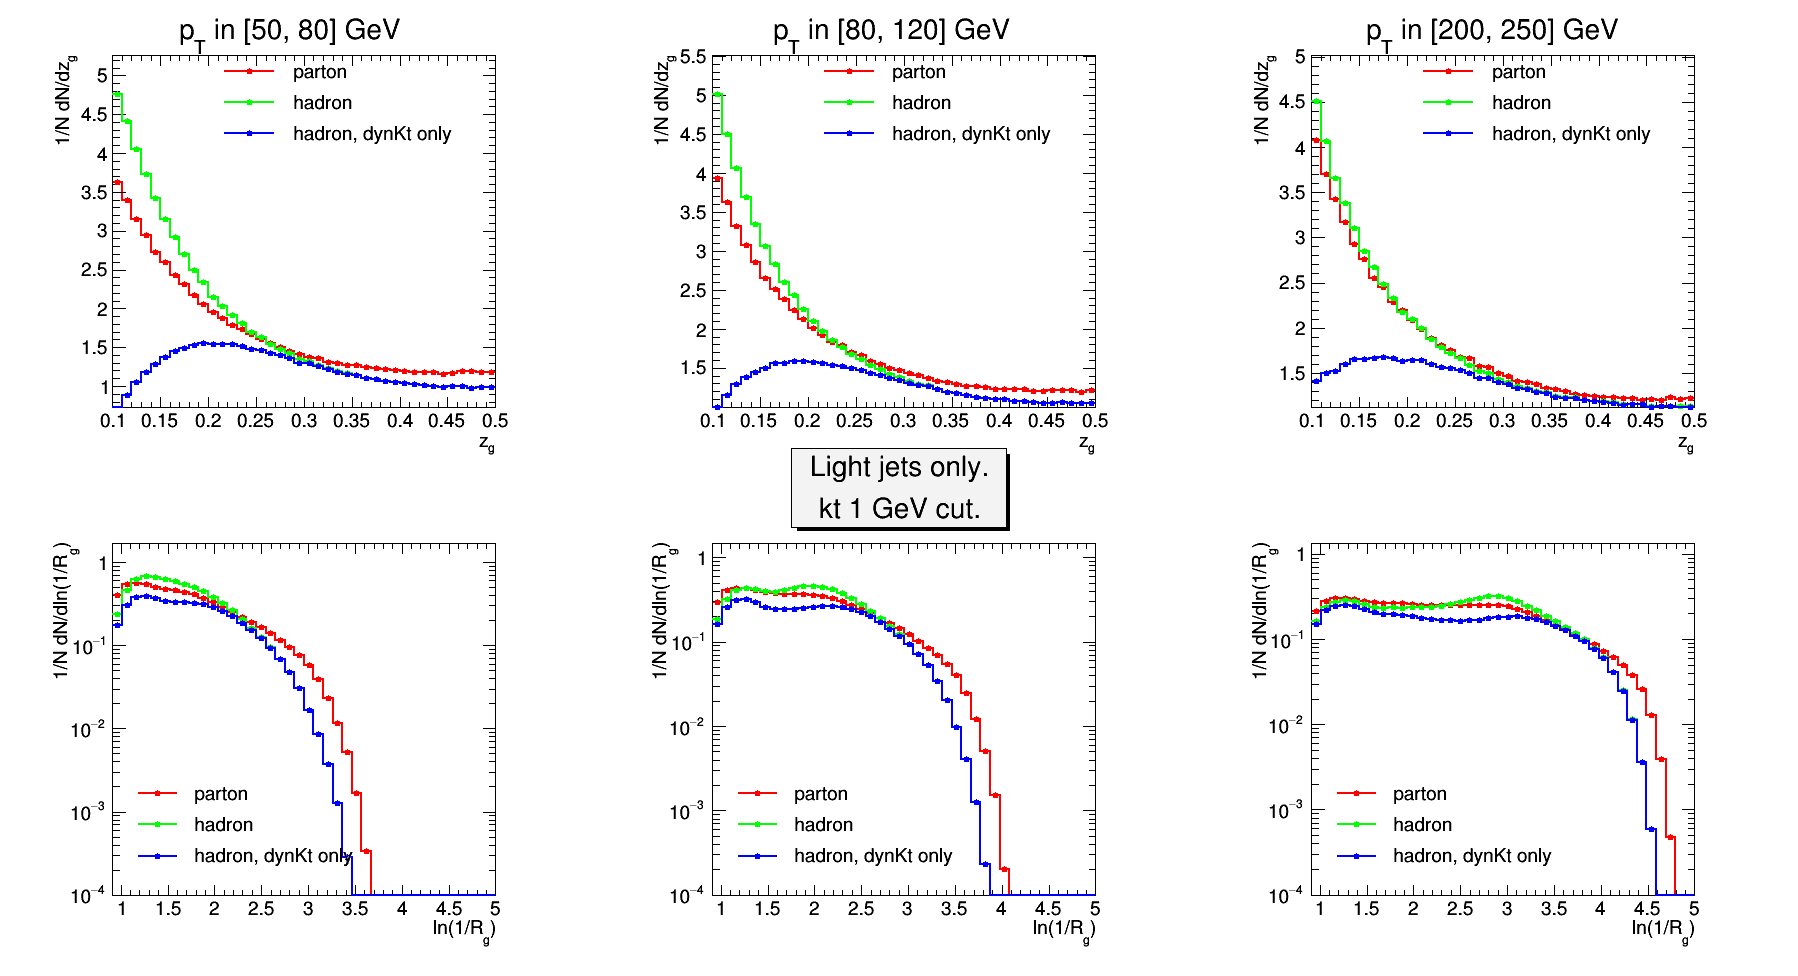 p_T in [50, 80] GeV
1/N dN/dz_g
5
4.5
4
3.5
3
2.5
2
1.5
1
parton
hadron
hadron, dynKt only
0.1 0.15 0.2 0.25 0.3 0.35 0.4 0.45 0.5
z_g
p_T in [80, 120] GeV
1/N dN/dz_g
5.5
5
4.5
4
3.5
3
2.5
2
1.5
parton
hadron
hadron, dynKt only
0.1 0.15 0.2 0.25 0.3 0.35 0.4 0.45 0.5
z_g
p_T in [200, 250] GeV
1/N dN/dz_g
5
4.5
4
3.5
3
2.5
2
1.5
parton
hadron
hadron, dynKt only
0.1 0.15 0.2 0.25 0.3 0.35 0.4 0.45 0.5
z_g
Light jets only.
kt 1 GeV cut.
1/N dN/dln(1/R_g)
1
10^−1
10^−2
10^−3
10^−4
parton
hadron
hadron, dynKt only
1 1.5 2 2.5 3 3.5 4 4.5 5
ln(1/R_g)
1/N dN/dln(1/R_g)
1
10^−1
10^−2
10^−3
10^−4
parton
hadron
hadron, dynKt only
1 1.5 2 2.5 3 3.5 4 4.5 5
ln(1/R_g)
1/N dN/dln(1/R_g)
1
10^−1
10^−2
10^−3
10^−4
parton
hadron
hadron, dynKt only
1 1.5 2 2.5 3 3.5 4 4.5 5
ln(1/R_g)